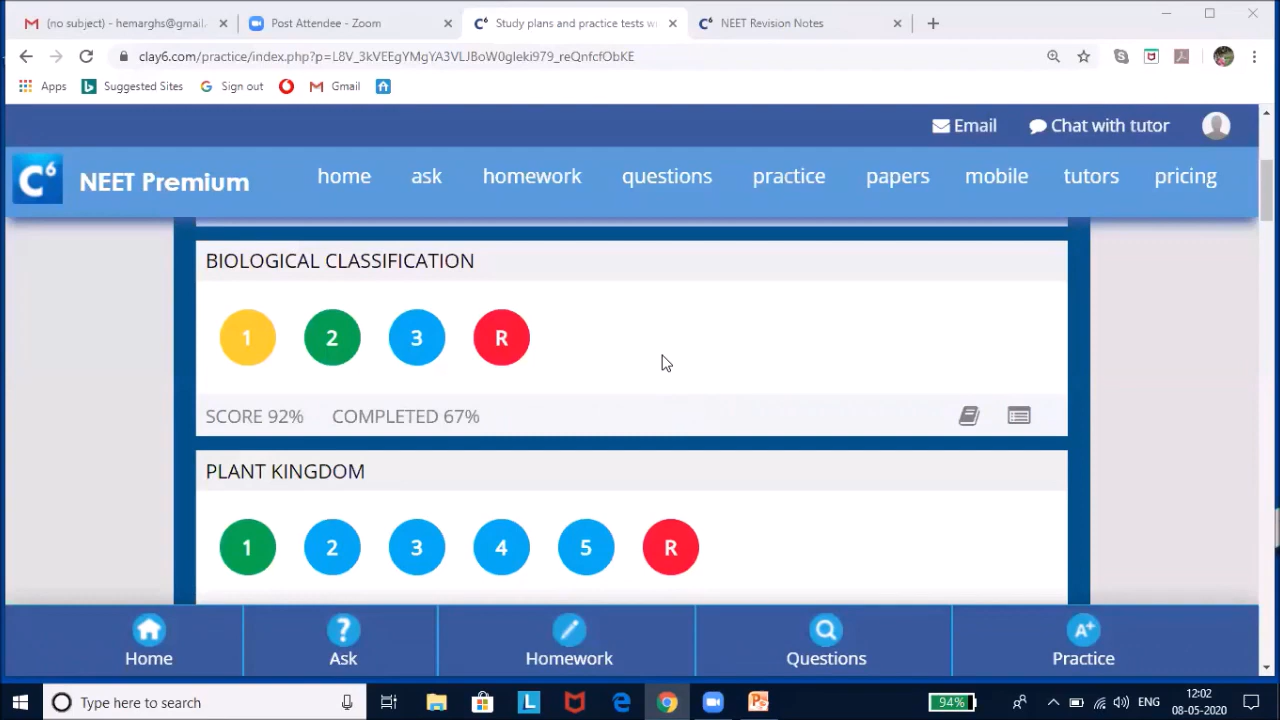 (no subject) - hemarghs@gmail.
Post Attendee - Zoom
Study plans and practice tests w
NEET Revision Notes
clay6.com/practice/index.php?p=L8V_3kVEEgYMgYA3VLJBoW0gIeki979_reQnfcfObKE
Apps
Suggested Sites
Sign out
Gmail
Email
Chat with tutor
C6
NEET Premium
home
ask
homework
questions
practice
papers
mobile
tutors
pricing
BIOLOGICAL CLASSIFICATION
1 2 3 R
SCORE 92% COMPLETED 67%
PLANT KINGDOM
1 2 3 4 5 R
Home
Ask
Homework
Questions
A+
Practice
Type here to search
94%
ENG
12:02
08-05-2020